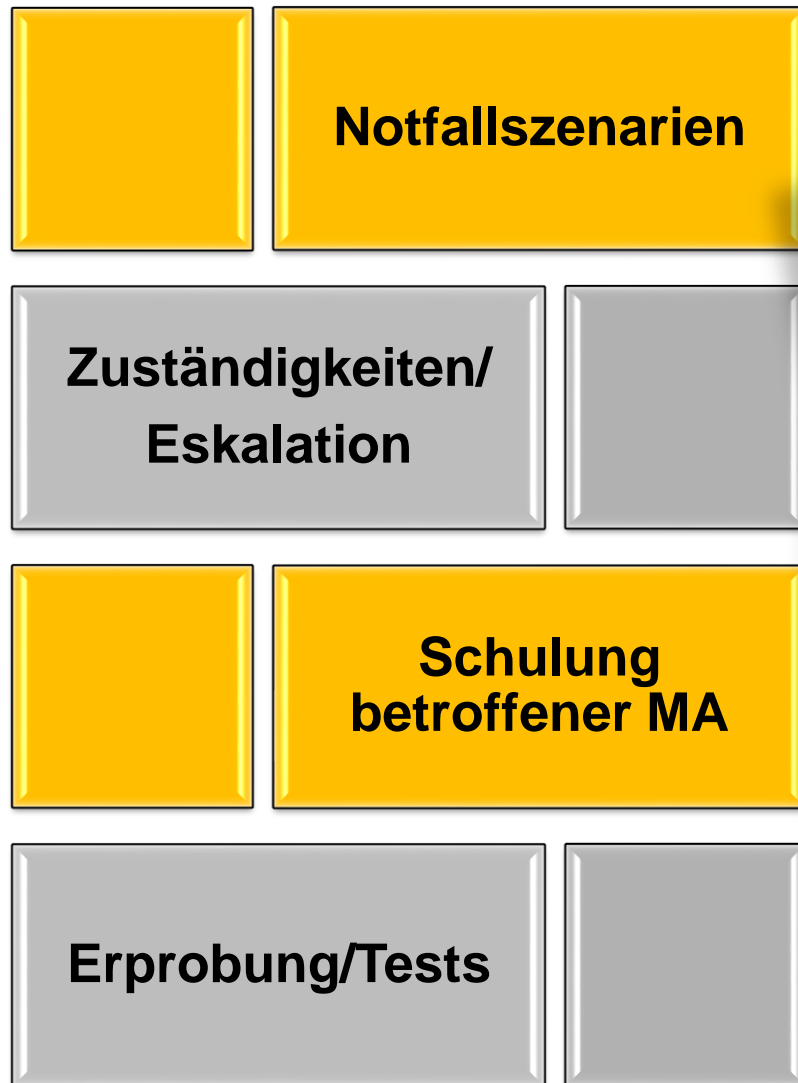 Notfallszenarien
Zuständigkeiten/
Eskalation
Schulung
betroffener MA
Erprobung/Tests